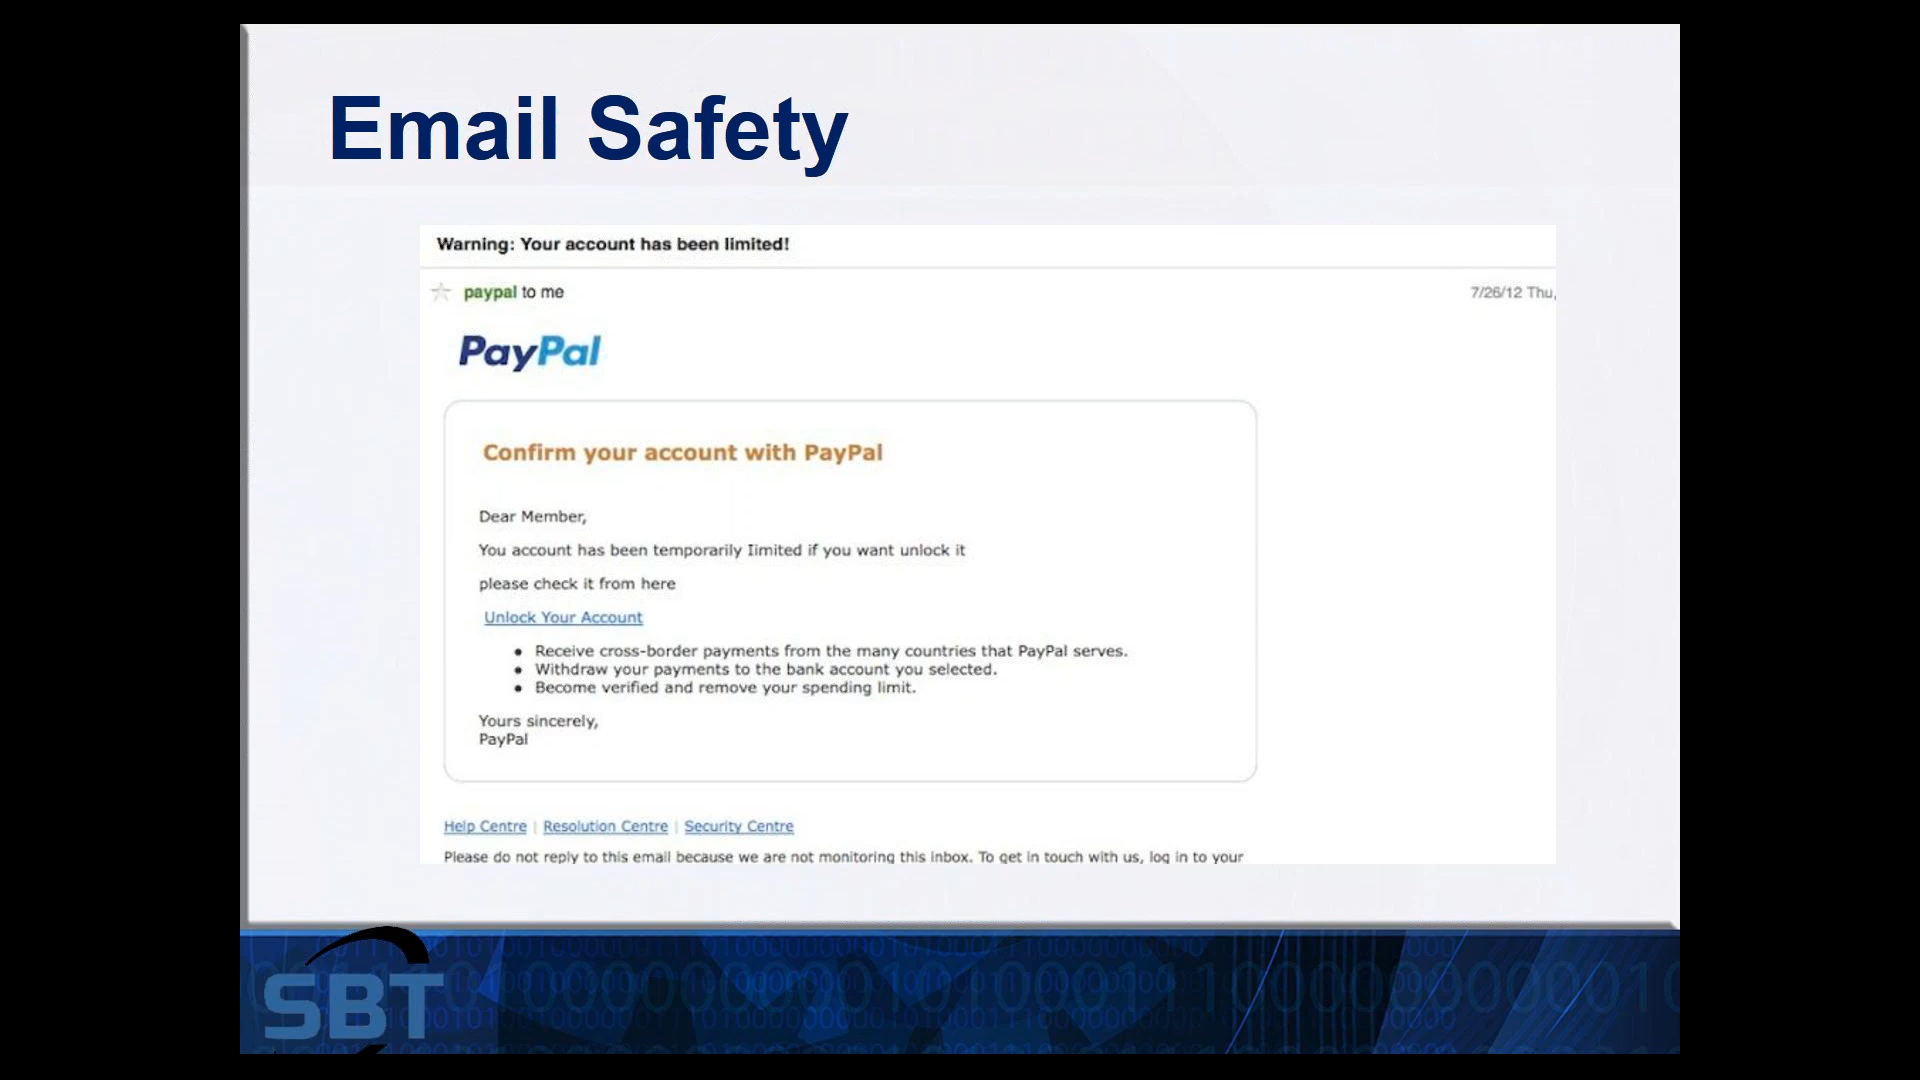 Email Safety
Warning: Your account has been limited!
paypal to me
7/26/12 Thu,
PayPal
Confirm your account with PayPal
Dear Member,
You account has been temporarily Iimited if you want unlock it
please check it from here
Unlock Your Account
• Receive cross-border payments from the many countries that PayPal serves.
• Withdraw your payments to the bank account you selected.
• Become verified and remove your spending limit.
Yours sincerely,
PayPal
Help Centre | Resolution Centre | Security Centre
Please do not reply to this email because we are not monitoring this inbox. To get in touch with us, log in to your
SBT